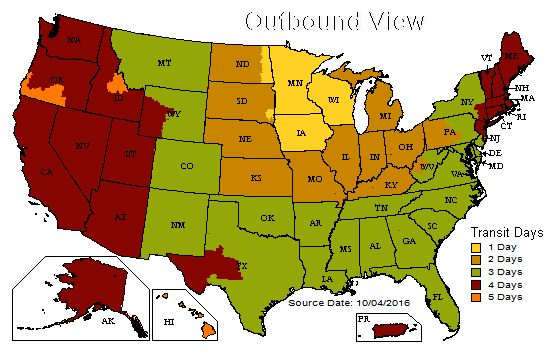 Outbound View
WA
MT
ND
MN
VT
ME
OR
ID
WY
SD
WI
MI
NY
NH
MA
RI
CT
NJ
DE
MD
NV
UT
CO
NE
IA
IL
IN
OH
PA
WV
VA
CA
AZ
NM
KS
MO
KY
TN
NC
SC
OK
AR
MS
AL
GA
TX
LA
FL
Transit Days
1 Day
2 Days
3 Days
4 Days
5 Days
Source Date: 10/04/2016
AK
HI
PR